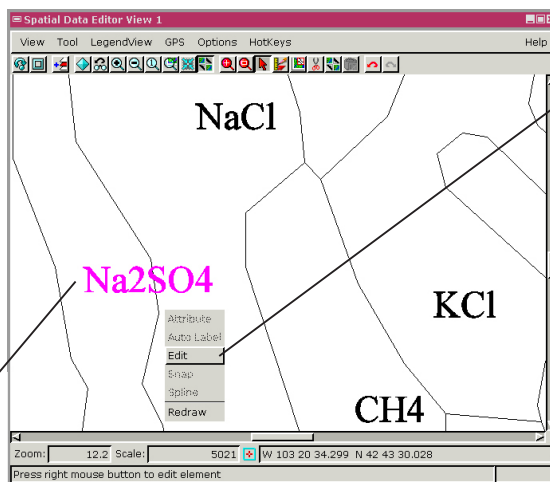 Spatial Data Editor View 1
View Tool LegendView GPS Options HotKeys Help
NaCl
Na2SO4
KCl
Attribute
Auto Label
Edit
Snap
Spline
Redraw
CH4
Zoom: 12.2 Scale: 5021 W 103 20 34.299 N 42 43 30.028
Press right mouse button to edit element